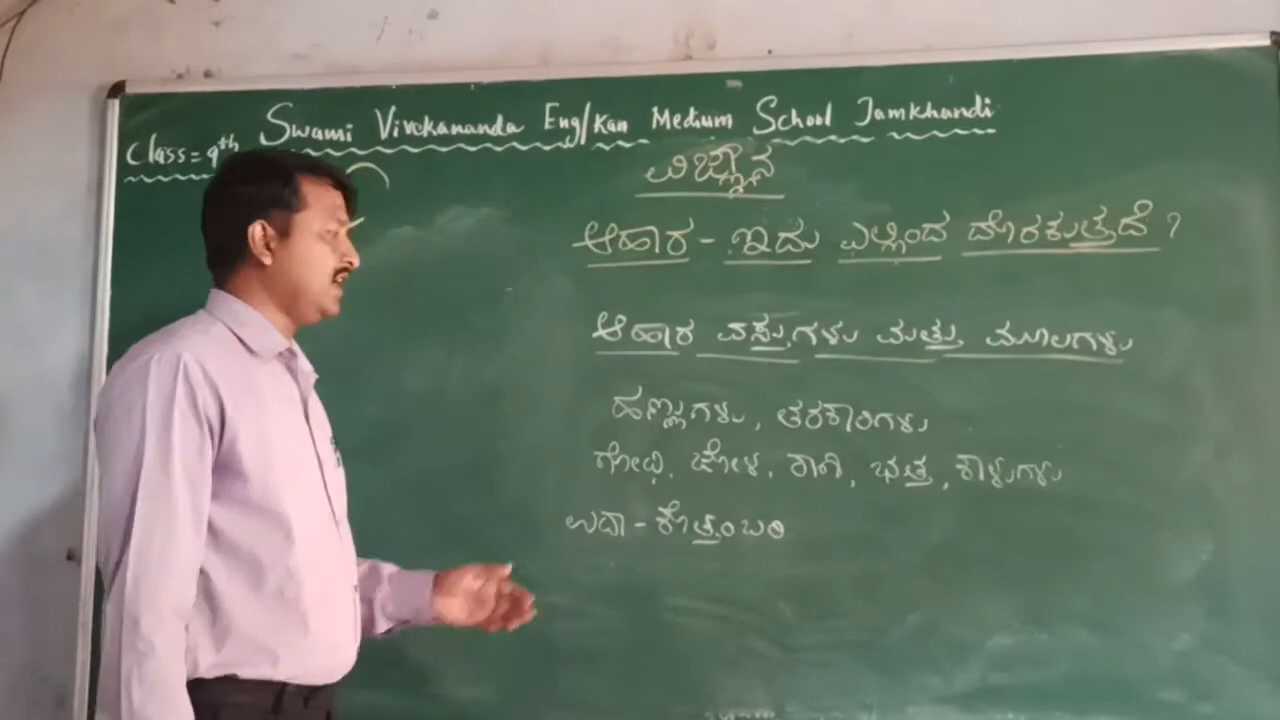 Swami Vivekananda Eng/Kan Medium School Jamkhandi
Class = 9th
ವಿಜ್ಞಾನ
ಆಹಾರ - ಇದು ಎಲ್ಲಿಂದ ದೊರಕುತ್ತದೆ ?
ಆಹಾರ ವಸ್ತುಗಳು ಮತ್ತು ಮೂಲಗಳು
ಹಣ್ಣುಗಳು, ತರಕಾರಿಗಳು
ಗೋಧಿ, ಜೋಳ, ರಾಗಿ, ಭತ್ತ, ಕಾಳುಗಳು
ಉದಾ - ಕೊತ್ತಂಬರಿ